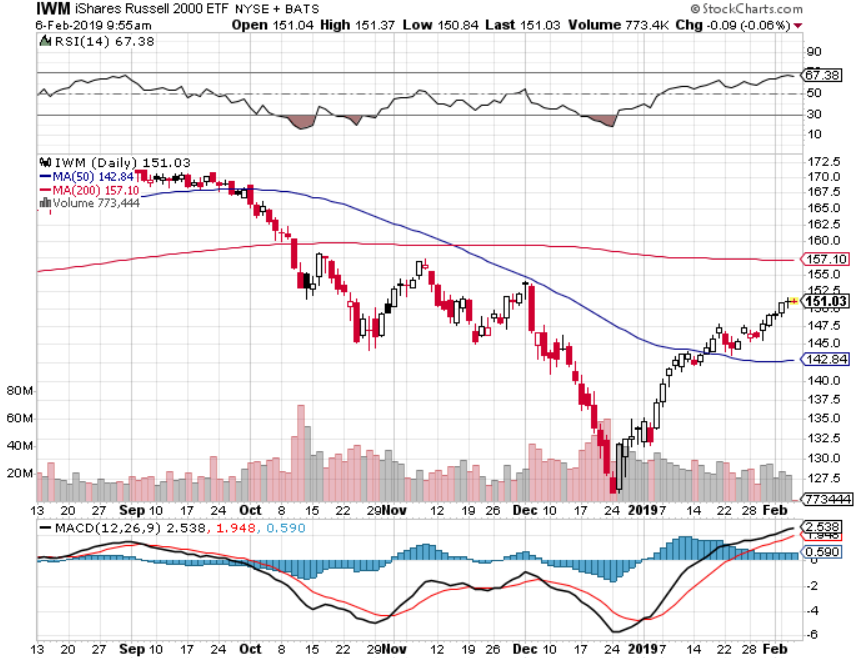 IWM iShares Russell 2000 ETF NYSE + BATS © StockCharts.com
6-Feb-2019 9:55am Open 151.04 High 151.37 Low 150.84 Last 151.03 Volume 773.4K Chg -0.09 (-0.06%)
RSI(14) 67.38
90
67.38
50
30
10
IWM (Daily) 151.03
MA(50) 142.84
MA(200) 157.10
Volume 773,444
172.5
170.0
167.5
165.0
162.5
160.0
157.10
155.0
152.5
151.03
147.5
145.0
142.84
140.0
137.5
135.0
132.5
130.0
127.5
773444
80M
60M
40M
20M
13 20 27 Sep 10 17 24 Oct 8 15 22 29 Nov 12 19 26 Dec 10 17 24 2019 7 14 22 28 Feb
MACD(12,26,9) 2.538, 1.948, 0.590
2.538
1.948
0.590
0
-2
-4
-6
13 20 27 Sep 10 17 24 Oct 8 15 22 29 Nov 12 19 26 Dec 10 17 24 2019 7 14 22 28 Feb